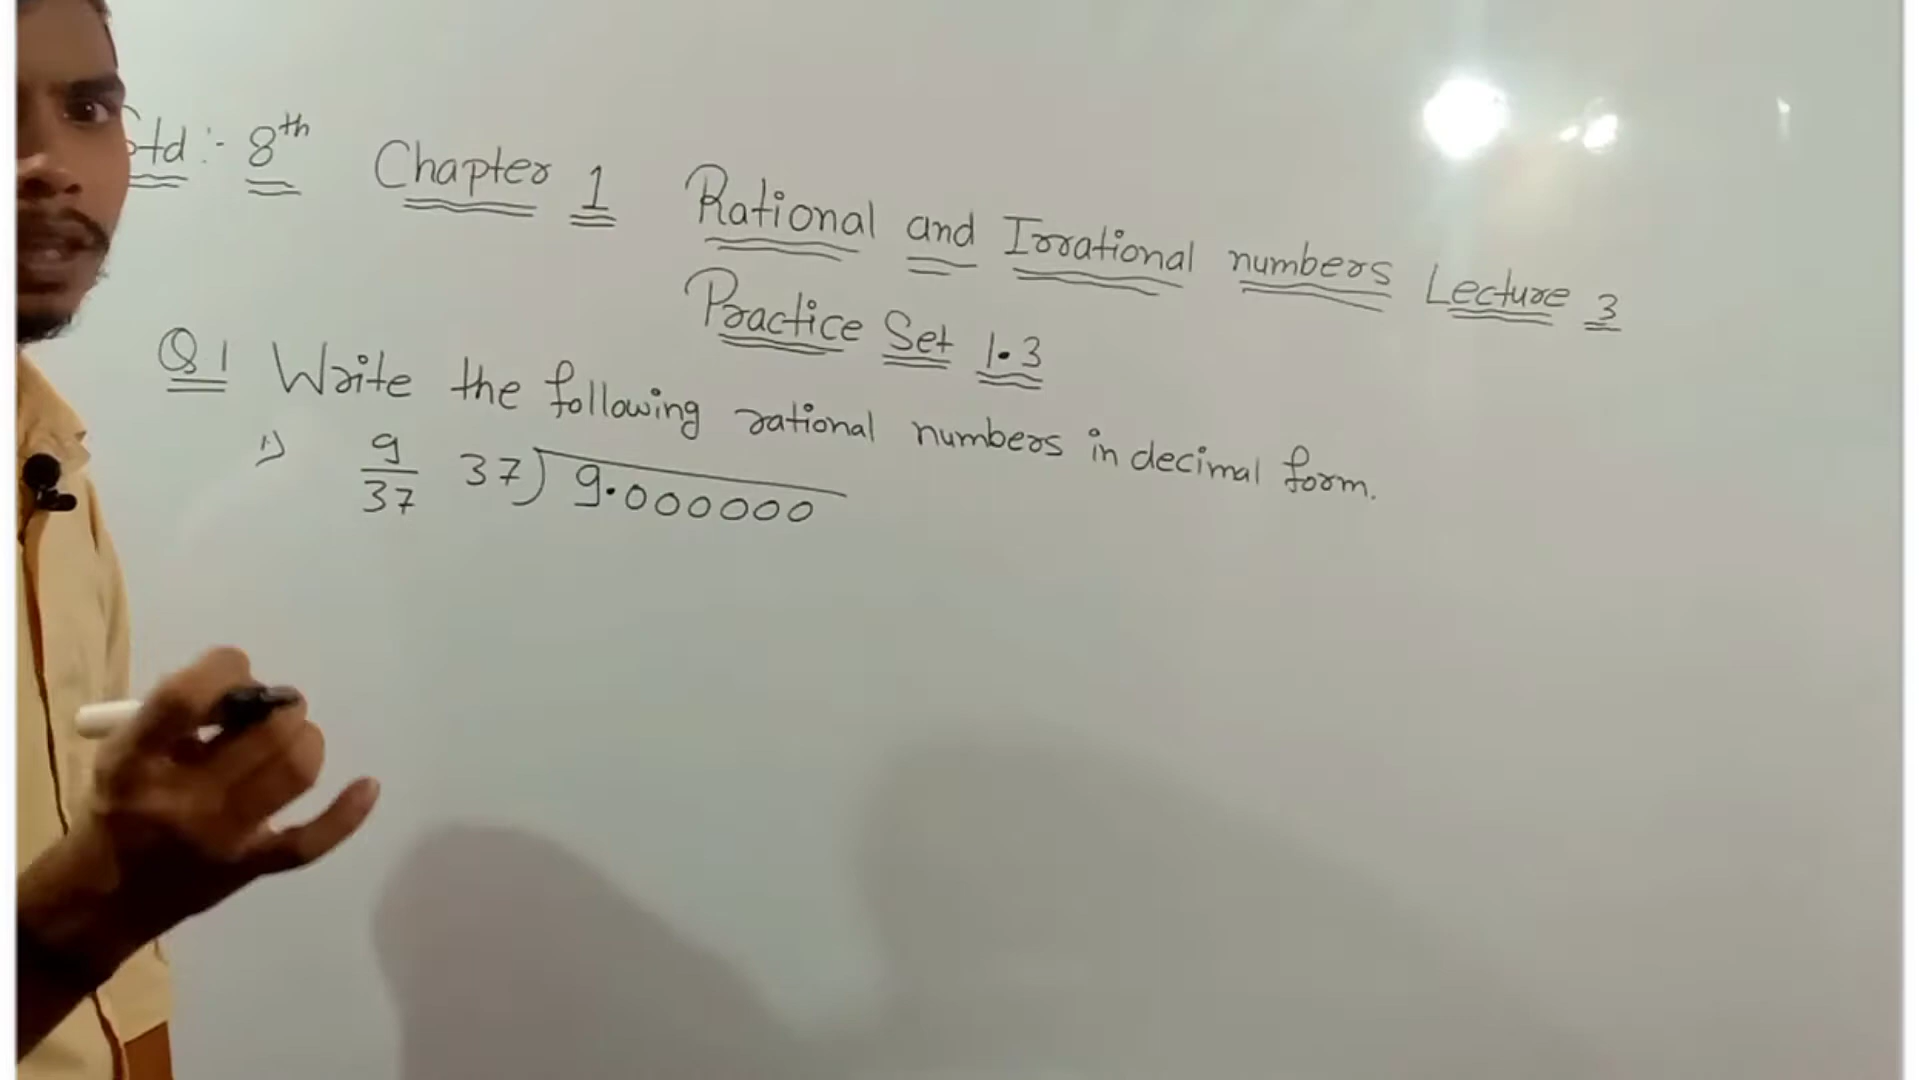 Std :- 8th Chapter 1 Rational and Irrational numbers Lecture 3
Practice Set 1.3
Q1 Write the following rational numbers in decimal form.
1) 9/37 37)9.000000